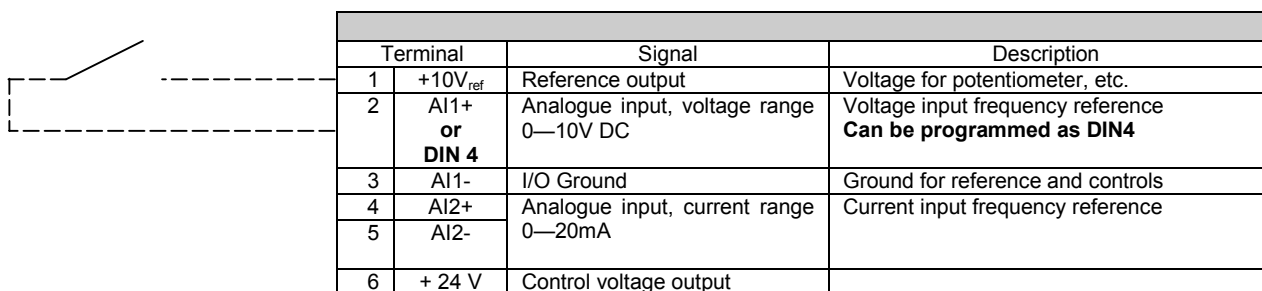 Terminal Signal Description
1 +10Vref Reference output Voltage for potentiometer, etc.
2 AI1+ Analogue input, voltage range Voltage input frequency reference
or 0—10V DC Can be programmed as DIN4
DIN 4
3 AI1- I/O Ground Ground for reference and controls
4 AI2+ Analogue input, current range Current input frequency reference
5 AI2- 0—20mA
6 + 24 V Control voltage output